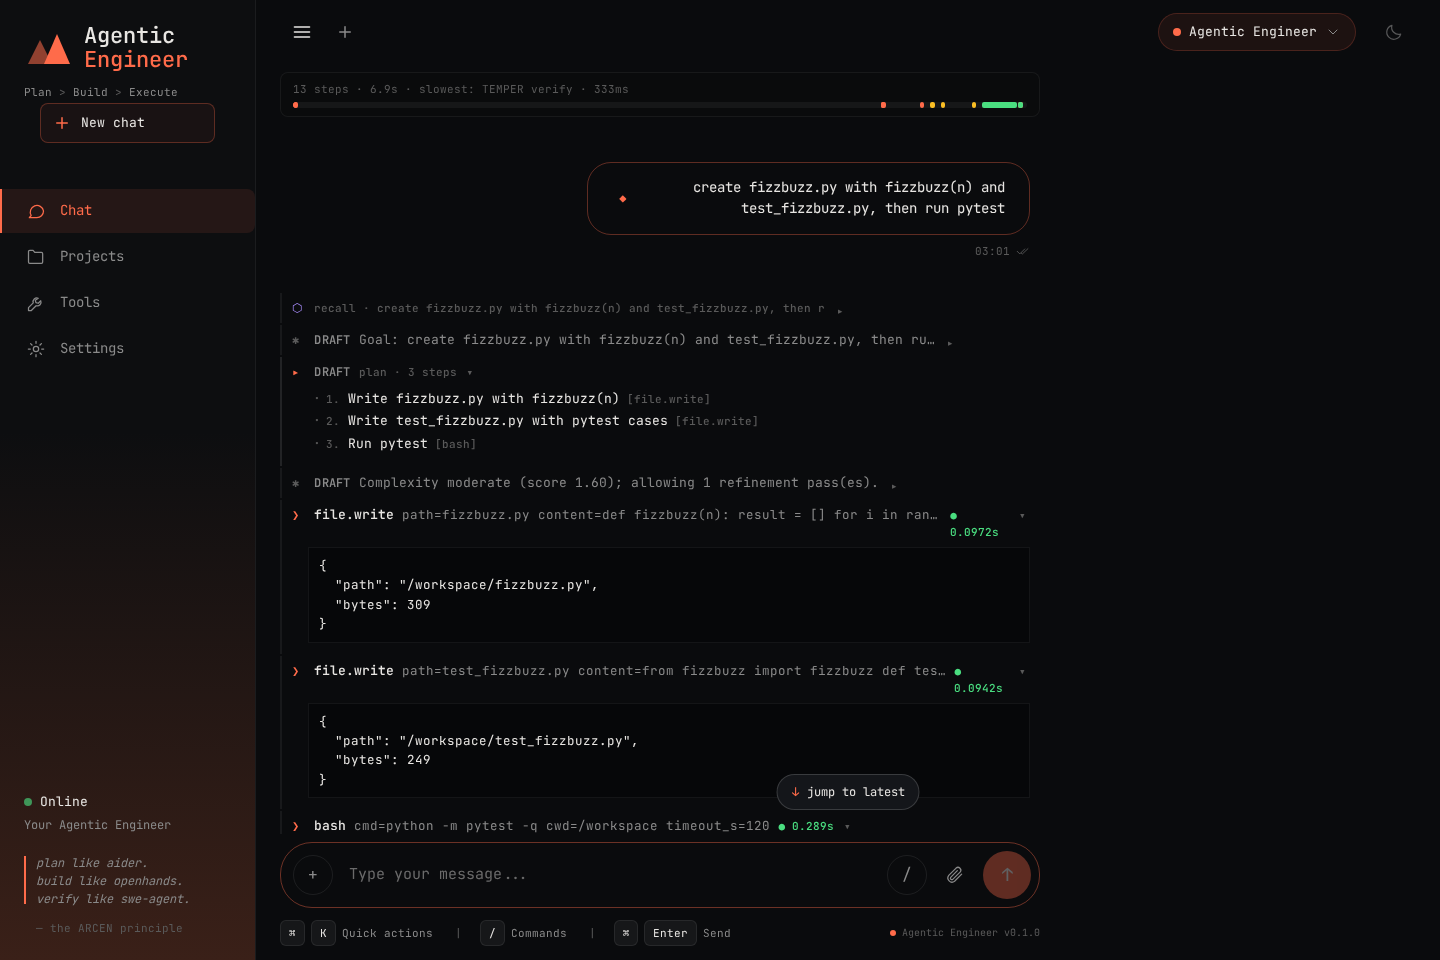 Agentic
Engineer
Plan > Build > Execute
+ New chat
Chat
Projects
Tools
Settings
Online
Your Agentic Engineer
plan like aider.
build like openhands.
verify like swe-agent.
— the ARCEN principle
Agentic Engineer
13 steps · 6.9s · slowest: TEMPER verify · 333ms
create fizzbuzz.py with fizzbuzz(n) and
test_fizzbuzz.py, then run pytest
03:01
recall · create fizzbuzz.py with fizzbuzz(n) and test_fizzbuzz.py, then r
DRAFT Goal: create fizzbuzz.py with fizzbuzz(n) and test_fizzbuzz.py, then ru…
DRAFT plan · 3 steps
· 1. Write fizzbuzz.py with fizzbuzz(n) [file.write]
· 2. Write test_fizzbuzz.py with pytest cases [file.write]
· 3. Run pytest [bash]
DRAFT Complexity moderate (score 1.60); allowing 1 refinement pass(es).
❯ file.write path=fizzbuzz.py content=def fizzbuzz(n): result = [] for i in ran… ●
0.0972s
{
"path": "/workspace/fizzbuzz.py",
"bytes": 309
}
❯ file.write path=test_fizzbuzz.py content=from fizzbuzz import fizzbuzz def tes… ●
0.0942s
{
"path": "/workspace/test_fizzbuzz.py",
"bytes": 249
}
↓ jump to latest
❯ bash cmd=python -m pytest -q cwd=/workspace timeout_s=120 ● 0.289s
+ Type your message... /
⌘ K Quick actions | / Commands | ⌘ Enter Send
Agentic Engineer v0.1.0